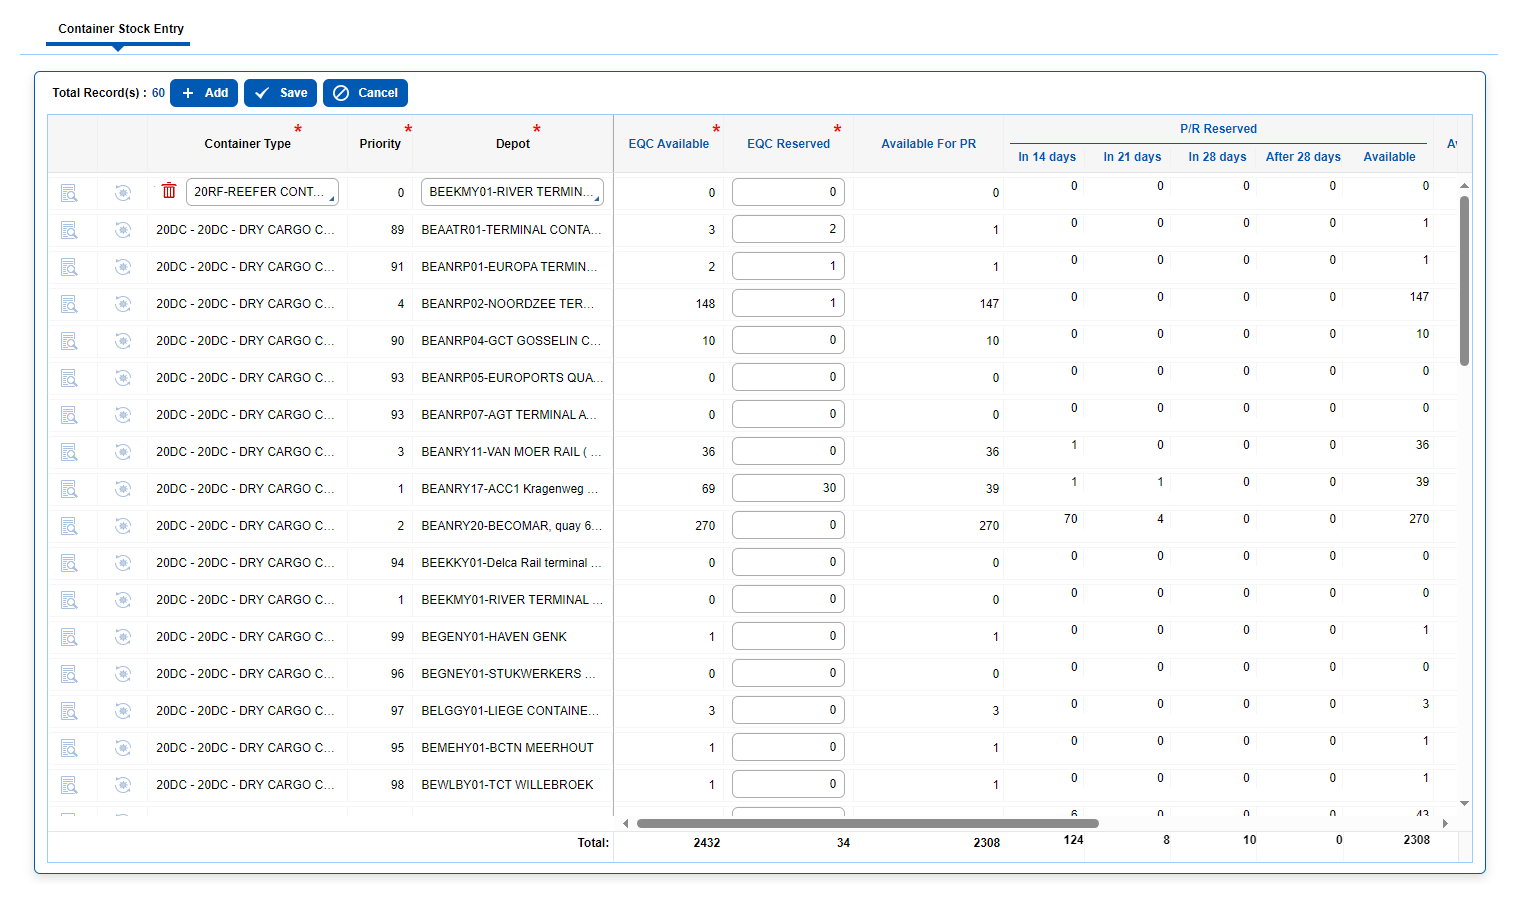 Container Stock Entry
Total Record(s) : 60 Add Save Cancel
Container Type * Priority * Depot * EQC Available * EQC Reserved * Available For PR P/R Reserved
In 14 days In 21 days In 28 days After 28 days Available
20RF-REEFER CONT... 0 BEEKMY01-RIVER TERMIN... 0 0 0 0 0 0 0 0
20DC - 20DC - DRY CARGO C... 89 BEAATR01-TERMINAL CONTA... 3 2 1 0 0 0 0 1
20DC - 20DC - DRY CARGO C... 91 BEANRP01-EUROPA TERMIN... 2 1 1 0 0 0 0 1
20DC - 20DC - DRY CARGO C... 4 BEANRP02-NOORDZEE TER... 148 1 147 0 0 0 0 147
20DC - 20DC - DRY CARGO C... 90 BEANRP04-GCT GOSSELIN C... 10 0 10 0 0 0 0 10
20DC - 20DC - DRY CARGO C... 93 BEANRP05-EUROPORTS QUA... 0 0 0 0 0 0 0 0
20DC - 20DC - DRY CARGO C... 93 BEANRP07-AGT TERMINAL A... 0 0 0 0 0 0 0 0
20DC - 20DC - DRY CARGO C... 3 BEANRY11-VAN MOER RAIL ( ... 36 0 36 1 0 0 0 36
20DC - 20DC - DRY CARGO C... 1 BEANRY17-ACC1 Kragenweg ... 69 30 39 1 1 0 0 39
20DC - 20DC - DRY CARGO C... 2 BEANRY20-BECOMAR, quay 6... 270 0 270 70 4 0 0 270
20DC - 20DC - DRY CARGO C... 94 BEEKKY01-Delca Rail terminal ... 0 0 0 0 0 0 0 0
20DC - 20DC - DRY CARGO C... 1 BEEKMY01-RIVER TERMINAL ... 0 0 0 0 0 0 0 0
20DC - 20DC - DRY CARGO C... 99 BEGENY01-HAVEN GENK 1 0 1 0 0 0 0 1
20DC - 20DC - DRY CARGO C... 96 BEGNEY01-STUKWERKERS ... 0 0 0 0 0 0 0 0
20DC - 20DC - DRY CARGO C... 97 BELGGY01-LIEGE CONTAINE... 3 0 3 0 0 0 0 3
20DC - 20DC - DRY CARGO C... 95 BEMEHY01-BCTN MEERHOUT 1 0 1 0 0 0 0 1
20DC - 20DC - DRY CARGO C... 98 BEWLBY01-TCT WILLEBROEK 1 0 1 0 0 0 0 1
6 0 0 0 43
Total: 2432 34 2308 124 8 10 0 2308